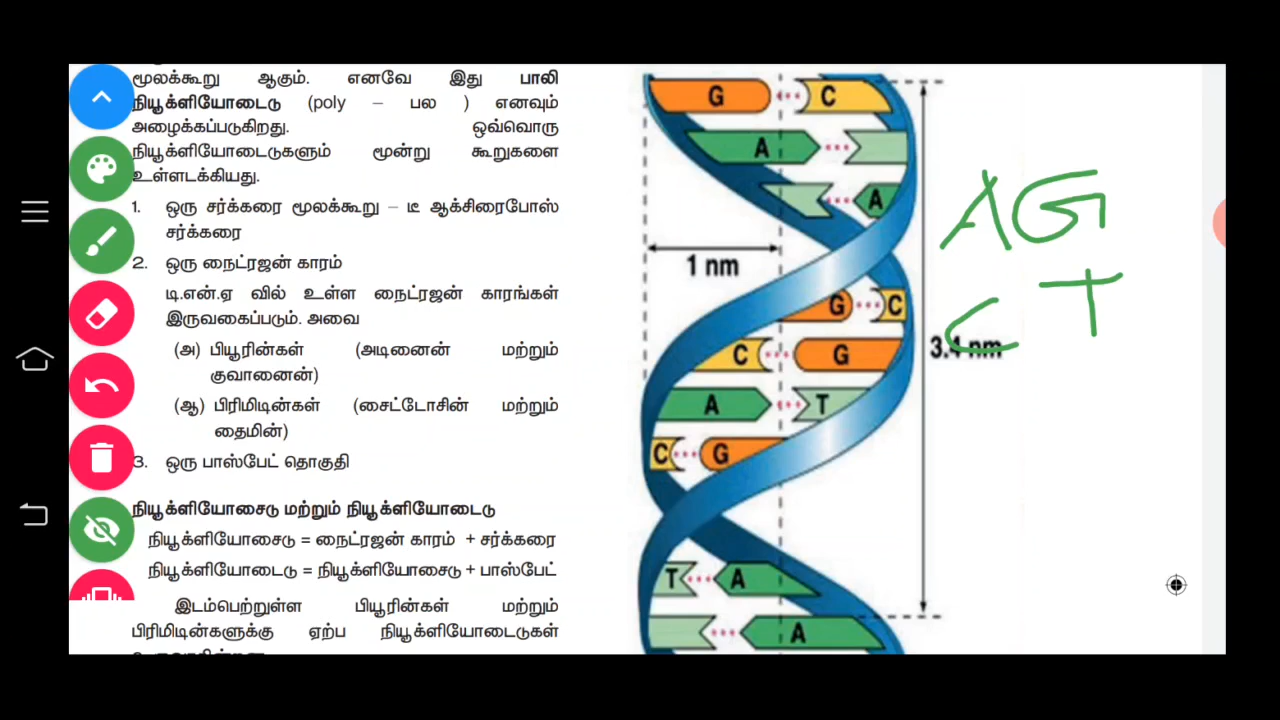 மூலக்கூறு ஆகும். எனவே இது பாலி
நியூக்ளியோடைடு (poly – பல ) எனவும்
அழைக்கப்படுகிறது. ஒவ்வொரு
நியூக்ளியோடைடுகளும் மூன்று கூறுகளை
உள்ளடக்கியது.
1. ஒரு சர்க்கரை மூலக்கூறு – டீ ஆக்சிரைபோஸ்
சர்க்கரை
2. ஒரு நைட்ரஜன் காரம்
டி.என்.ஏ வில் உள்ள நைட்ரஜன் காரங்கள்
இருவகைப்படும். அவை
(அ) பியூரின்கள் (அடினைன் மற்றும்
குவானைன்)
(ஆ) பிரிமிடின்கள் (சைட்டோசின் மற்றும்
தைமின்)
3. ஒரு பாஸ்பேட் தொகுதி
நியூக்ளியோசைடு மற்றும் நியூக்ளியோடைடு
நியூக்ளியோசைடு = நைட்ரஜன் காரம் + சர்க்கரை
நியூக்ளியோடைடு = நியூக்ளியோசைடு + பாஸ்பேட்
இடம்பெற்றுள்ள பியூரின்கள் மற்றும்
பிரிமிடின்களுக்கு ஏற்ப நியூக்ளியோடைடுகள்
G C
A
A
1 nm
G C
C G
3.4 nm
A T
C G
T A
A
A G
C T